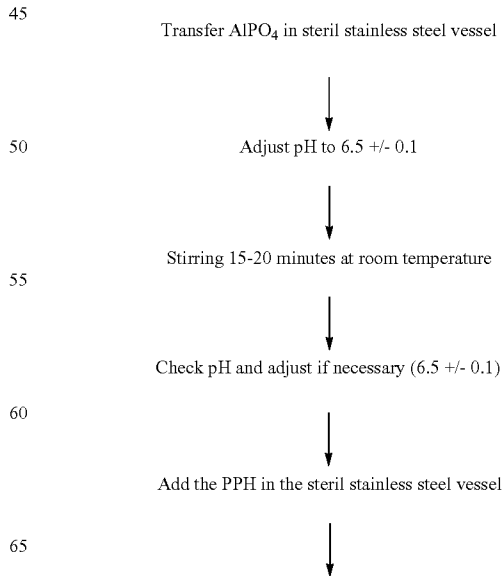 45
Transfer AlPO₄ in steril stainless steel vessel
50
Adjust pH to 6.5 +/- 0.1
Stirring 15-20 minutes at room temperature
55
Check pH and adjust if necessary (6.5 +/- 0.1)
60
Add the PPH in the steril stainless steel vessel
65